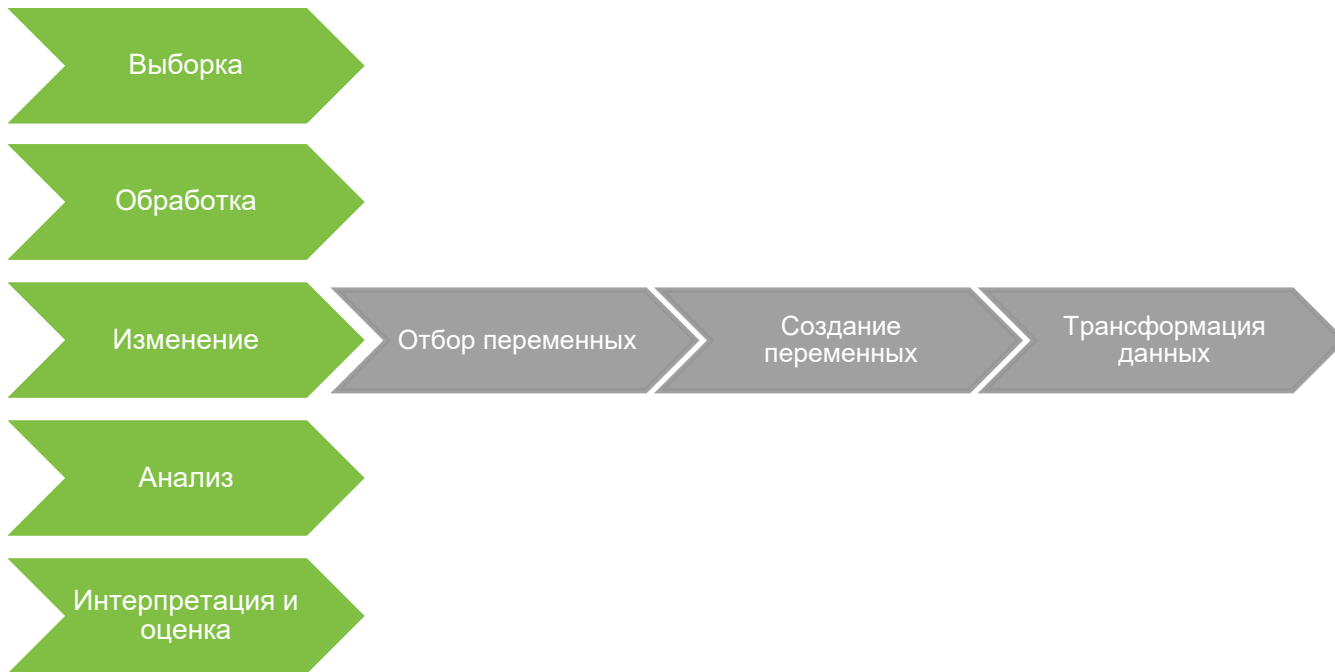 Выборка
Обработка
Изменение
Отбор переменных
Создание
переменных
Трансформация
данных
Анализ
Интерпретация и
оценка